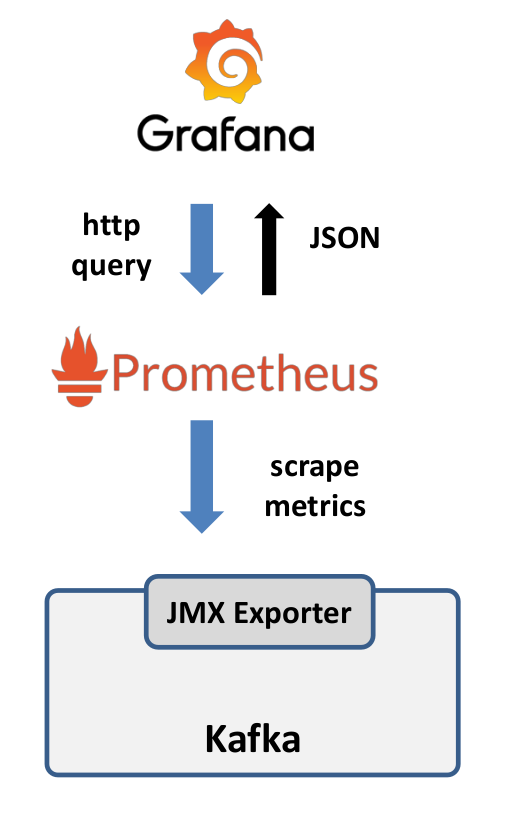 Grafana
http
query
JSON
Prometheus
scrape
metrics
JMX Exporter
Kafka